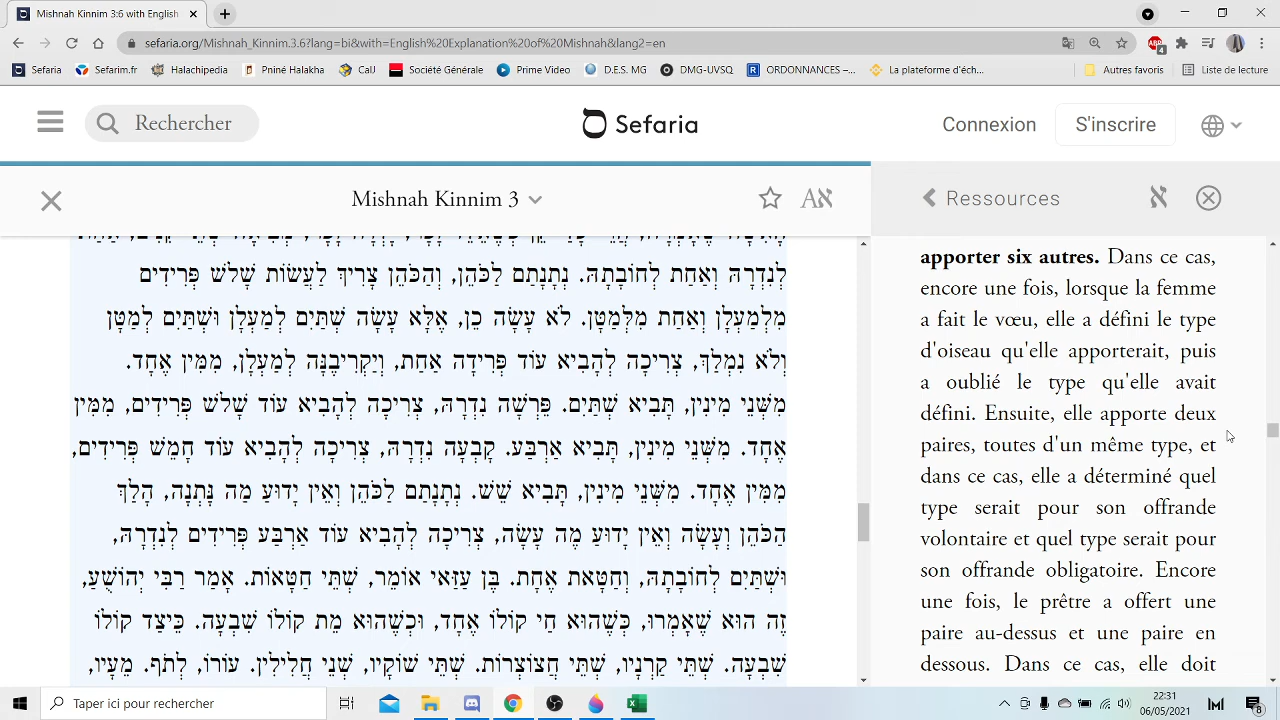 Mishnah Kinnim 3:6 with English
sefaria.org/Mishnah_Kinnim.3.6?lang=bi&with=English%20Explanation%20of%20Mishnah&lang2=en
Sefaria
Sefarim
Halachipedia
Pniné Halakha
CalJ
Société Générale
Prime Video
D.E.S. MG
DMG-UVSQ
ORDONNANCES –...
La plateforme d'éch...
Autres favoris
Liste de lecture
Rechercher
Sefaria
Connexion
S'inscrire
Mishnah Kinnim 3
Ressources
לְנִדְרָהּ וְאַחַת לְחוֹבָתָהּ. נְתָנָתַם לַכֹּהֵן, וְהַכֹּהֵן צָרִיךְ לַעֲשׂוֹת שָׁלֹשׁ פְּרִידִים
מִלְמַעְלָן וְאַחַת מִלְּמַטָּן. לֹא עָשָׂה כֵן, אֶלָּא עָשָׂה שְׁתַּיִם לְמַעְלָן וּשְׁתַּיִם לְמַטָּן
וְלֹא נִמְלַךְ, צְרִיכָה לְהָבִיא עוֹד פְּרִידָה אַחַת, וְיַקְרִיבֶנָּה לְמַעְלָן, מִמִּין אֶחָד.
מִשְּׁנֵי מִינִין, תָּבִיא שְׁתַּיִם. פֵּרְשָׁה נִדְרָהּ, צְרִיכָה לְהָבִיא עוֹד שָׁלֹשׁ פְּרִידִים, מִמִּין
אֶחָד. מִשְּׁנֵי מִינִין, תָּבִיא אַרְבַּע. קָבְעָה נִדְרָהּ, צְרִיכָה לְהָבִיא עוֹד חָמֵשׁ פְּרִידִים,
מִמִּין אֶחָד. מִשְּׁנֵי מִינִין, תָּבִיא שֵׁשׁ. נְתָנָתַם לַכֹּהֵן וְאֵין יָדוּעַ מַה נָּתְנָה, הָלַךְ
הַכֹּהֵן וְעָשָׂה וְאֵין יָדוּעַ מֶה עָשָׂה, צְרִיכָה לְהָבִיא עוֹד אַרְבַּע פְּרִידִים לְנִדְרָהּ,
וּשְׁתַּיִם לְחוֹבָתָהּ, וְחַטָּאת אֶחָת. בֶּן עַזַּאי אוֹמֵר, שְׁתֵּי חַטָּאוֹת. אָמַר רַבִּי יְהוֹשֻׁעַ,
זֶה הוּא שֶׁאָמְרוּ, כְּשֶׁהוּא חַי קוֹלוֹ אֶחָד, וּכְשֶׁהוּא מֵת קוֹלוֹ שִׁבְעָה. כֵּיצַד קוֹלוֹ
שִׁבְעָה. שְׁתֵּי קַרְנָיו, שְׁתֵּי חֲצוֹצְרוֹת. שְׁתֵּי שׁוֹקָיו, שְׁנֵי חֲלִילִין. עוֹרוֹ, לְתֹף. מֵעָיו,
apporter six autres. Dans ce cas,
encore une fois, lorsque la femme
a fait le vœu, elle a défini le type
d'oiseau qu'elle apporterait, puis
a oublié le type qu'elle avait
défini. Ensuite, elle apporte deux
paires, toutes d'un même type, et
dans ce cas, elle a déterminé quel
type serait pour son offrande
volontaire et quel type serait pour
son offrande obligatoire. Encore
une fois, le prêtre a offert une
paire au-dessus et une paire en
dessous. Dans ce cas, elle doit
Taper ici pour rechercher
22:31
06/05/2021
8